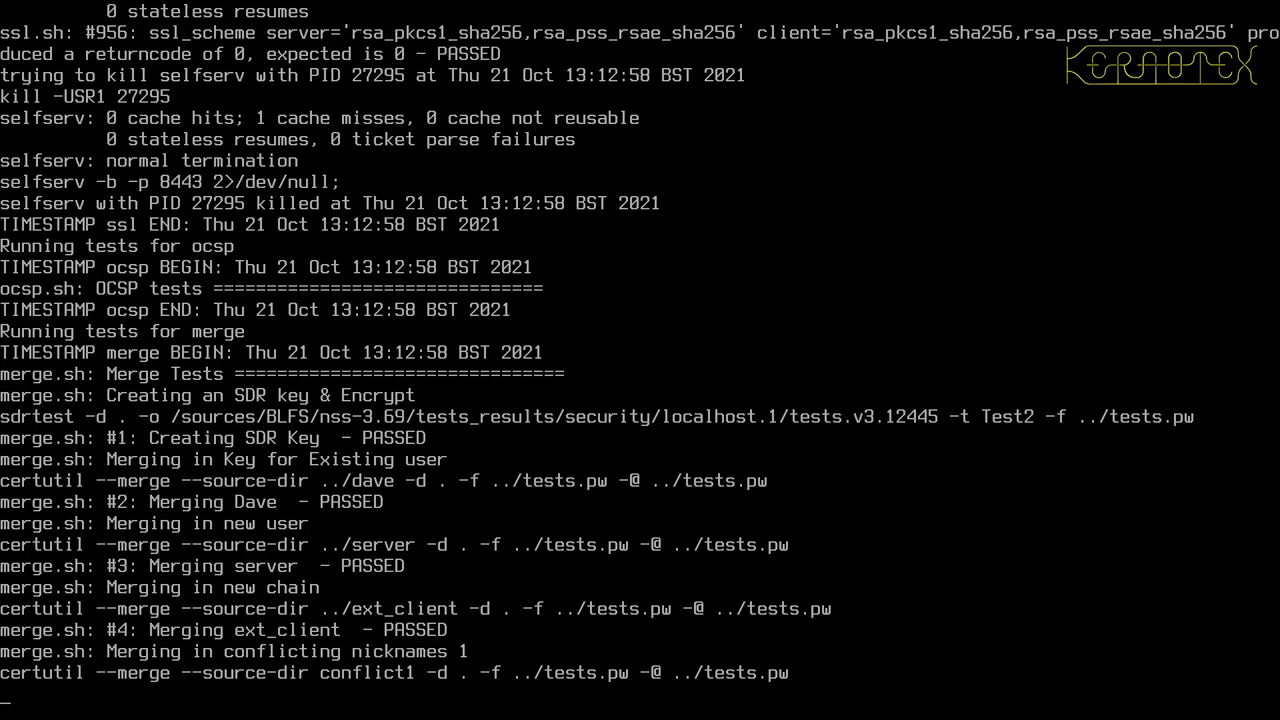 0 stateless resumes
ssl.sh: #956: ssl_scheme server='rsa_pkcs1_sha256,rsa_pss_rsae_sha256' client='rsa_pkcs1_sha256,rsa_pss_rsae_sha256' pro
duced a returncode of 0, expected is 0 - PASSED
trying to kill selfserv with PID 27295 at Thu 21 Oct 13:12:58 BST 2021
KERNOTEX
kill -USR1 27295
selfserv: 0 cache hits; 1 cache misses, 0 cache not reusable
          0 stateless resumes, 0 ticket parse failures
selfserv: normal termination
selfserv -b -p 8443 2>/dev/null;
selfserv with PID 27295 killed at Thu 21 Oct 13:12:58 BST 2021
TIMESTAMP ssl END: Thu 21 Oct 13:12:58 BST 2021
Running tests for ocsp
TIMESTAMP ocsp BEGIN: Thu 21 Oct 13:12:58 BST 2021
ocsp.sh: OCSP tests ===============================
TIMESTAMP ocsp END: Thu 21 Oct 13:12:58 BST 2021
Running tests for merge
TIMESTAMP merge BEGIN: Thu 21 Oct 13:12:58 BST 2021
merge.sh: Merge Tests ===============================
merge.sh: Creating an SDR key & Encrypt
sdrtest -d . -o /sources/BLFS/nss-3.69/tests_results/security/localhost.1/tests.v3.12445 -t Test2 -f ../tests.pw
merge.sh: #1: Creating SDR Key  - PASSED
merge.sh: Merging in Key for Existing user
certutil --merge --source-dir ../dave -d . -f ../tests.pw -@ ../tests.pw
merge.sh: #2: Merging Dave  - PASSED
merge.sh: Merging in new user
certutil --merge --source-dir ../server -d . -f ../tests.pw -@ ../tests.pw
merge.sh: #3: Merging server  - PASSED
merge.sh: Merging in new chain
certutil --merge --source-dir ../ext_client -d . -f ../tests.pw -@ ../tests.pw
merge.sh: #4: Merging ext_client  - PASSED
merge.sh: Merging in conflicting nicknames 1
certutil --merge --source-dir conflict1 -d . -f ../tests.pw -@ ../tests.pw